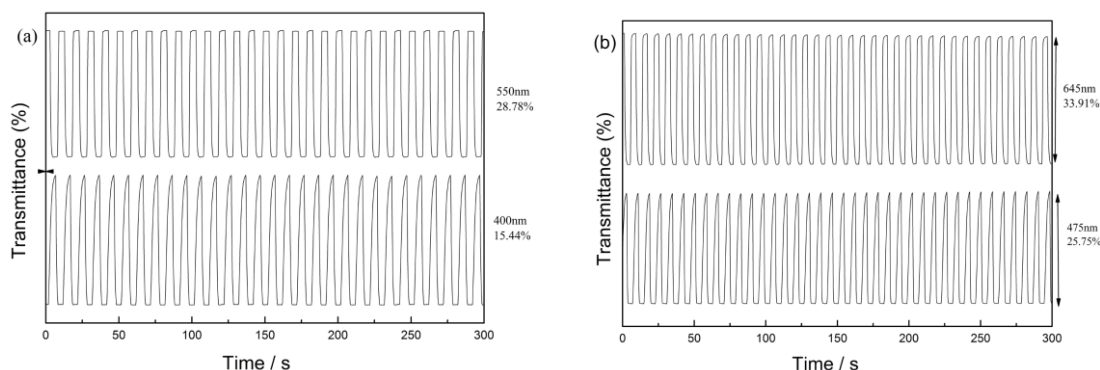 (a)
Transmittance (%)
550nm
28.78%
400nm
15.44%
0 50 100 150 200 250 300
Time / s
(b)
Transmittance (%)
645nm
33.91%
475nm
25.75%
0 50 100 150 200 250 300
Time / s